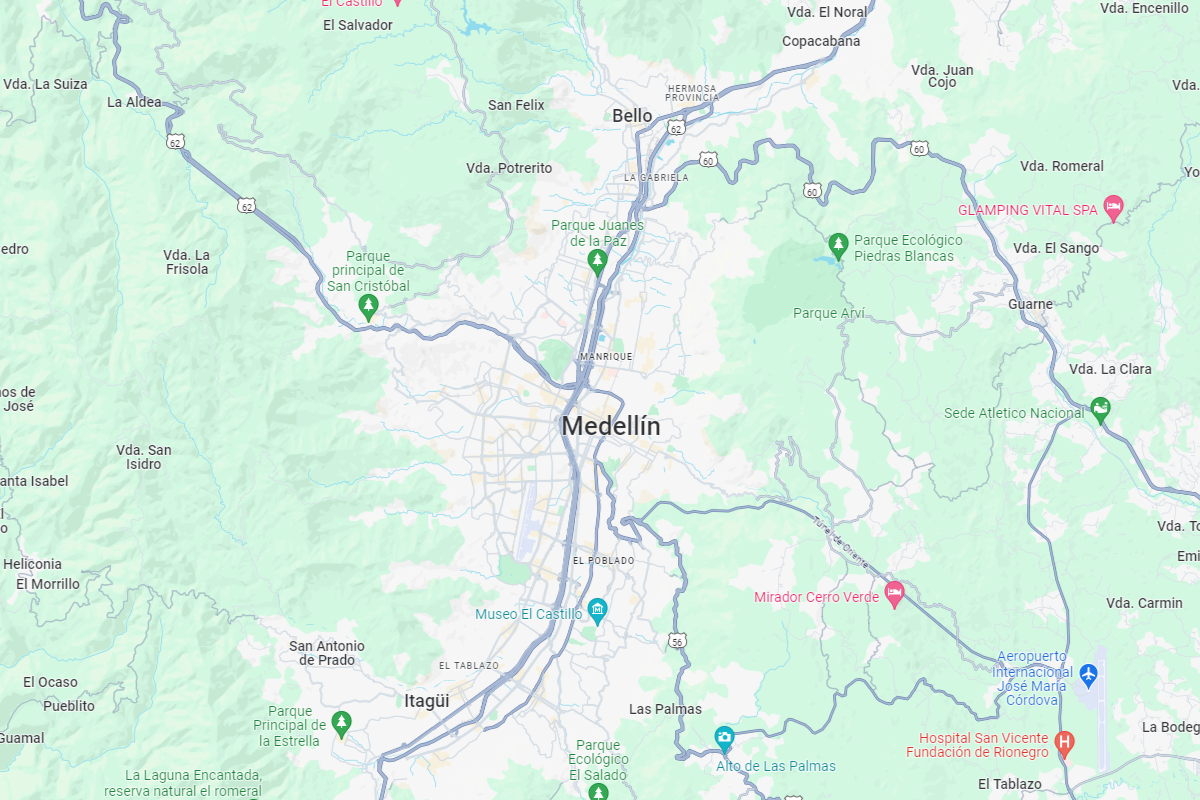 El Castillo
El Salvador
Vda. El Noral
Vda. Encenillo
Copacabana
Vda. La Suiza
Vda. Juan
Cojo
Vda.
La Aldea
San Felix
HERMOSA
PROVINCIA
Bello
62
62
60
60
60
Vda. Potrerito
LA GABRIELA
Vda. Romeral
Yo
62
GLAMPING VITAL SPA
Parque Juanes
de la Paz
Parque Ecológico
Piedras Blancas
Vda. El Sango
edro
Vda. La
Frisola
Parque
principal de
San Cristóbal
Guarne
Parque Arví
MANRIQUE
Vda. La Clara
nos de
José
Sede Atletico Nacional
Medellín
Vda. San
Isidro
anta Isabel
Túnel de Oriente
Vda. To
Heliconia
El Morrillo
EL POBLADO
Emi
Mirador Cerro Verde
Vda. Carmin
Museo El Castillo
56
San Antonio
de Prado
EL TABLAZO
Aeropuerto
Internacional
José María
Córdova
El Ocaso
Pueblito
Itagüi
Las Palmas
Parque
Principal de
la Estrella
Guamal
La Bodeg
Hospital San Vicente
Fundación de Rionegro
H
Parque
Ecológico
El Salado
Alto de Las Palmas
La Laguna Encantada,
reserva natural el romeral
El Tablazo